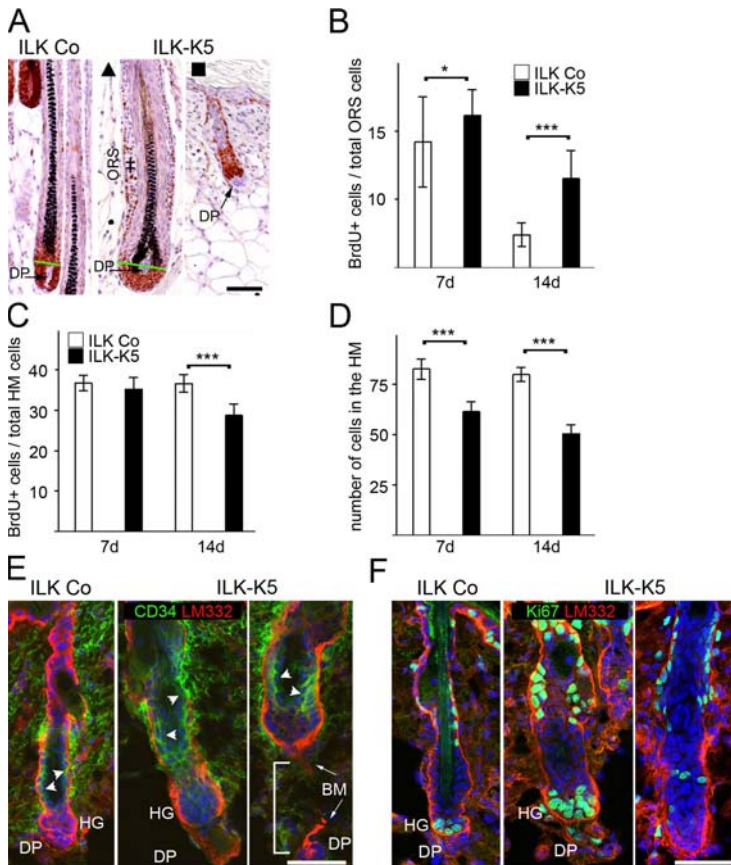 A
ILK Co
ILK-K5
ORS
DP
DP
DP
B
BrdU+ cells / total ORS cells
15
10
*
***
ILK Co
ILK-K5
7d
14d
C
BrdU+ cells / total HM cells
40
30
20
10
ILK Co
ILK-K5
***
7d
14d
D
number of cells in the HM
75
50
25
***
***
7d
14d
E
ILK Co
ILK-K5
CD34 LM332
HG
DP
HG
DP
BM
DP
F
ILK Co
ILK-K5
Ki67 LM332
HG
DP
HG
DP